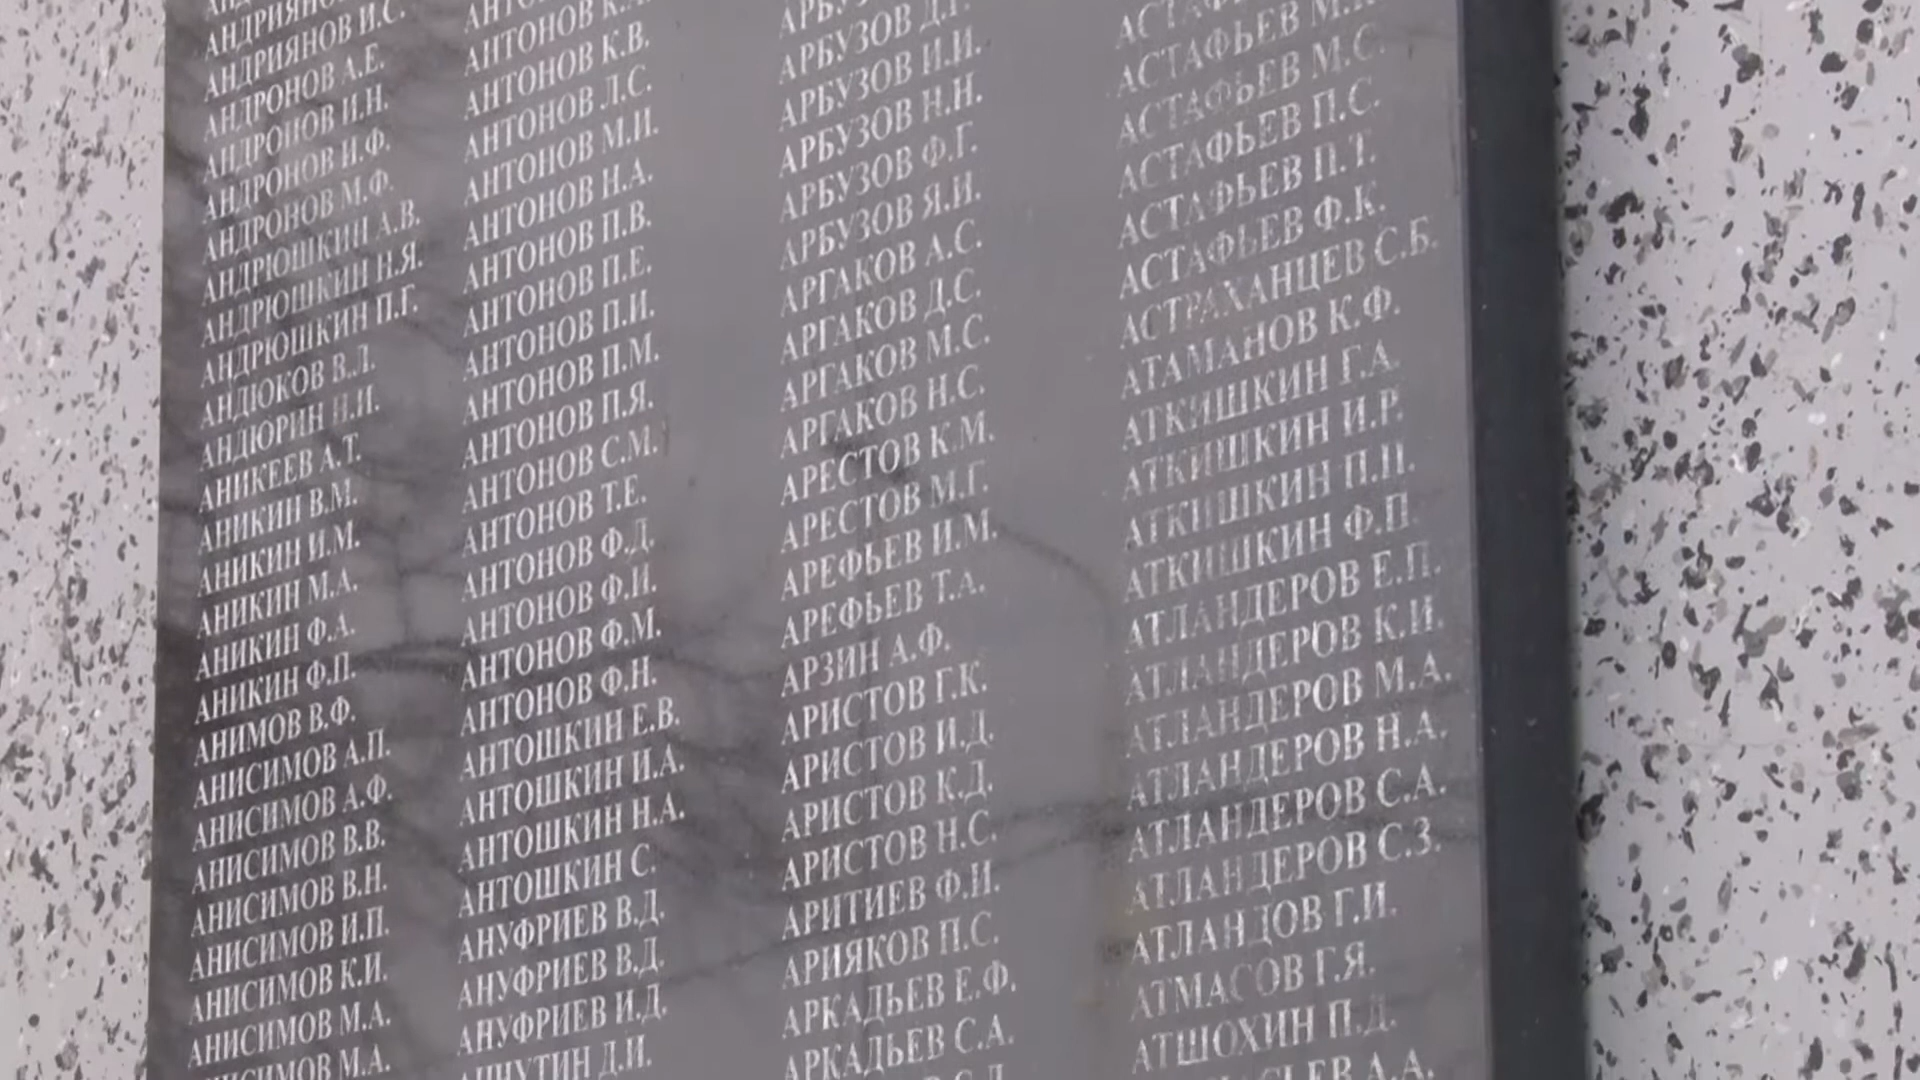 АНДРИЯНОВ И.С.
АНДРОНОВ А.Е.
АНДРОНОВ И.Н.
АНДРОНОВ И.Ф.
АНДРОНОВ М.Ф.
АНДРЮШКИН А.В.
АНДРЮШКИН Н.Я.
АНДРЮШКИН П.Г.
АНДЮКОВ В.Л.
АНДЮРИН И.И.
АНИКЕЕВ А.Т.
АНИКИН В.М.
АНИКИН И.М.
АНИКИН М.А.
АНИКИН Ф.А.
АНИКИН Ф.П.
АНИМОВ В.Ф.
АНИСИМОВ А.П.
АНИСИМОВ А.Ф.
АНИСИМОВ В.В.
АНИСИМОВ В.Н.
АНИСИМОВ И.П.
АНИСИМОВ К.И.
АНИСИМОВ М.А.
АНИСИМОВ М.А.
АНТОНОВ К.В.
АНТОНОВ Л.С.
АНТОНОВ М.И.
АНТОНОВ Н.А.
АНТОНОВ П.В.
АНТОНОВ П.Е.
АНТОНОВ П.И.
АНТОНОВ П.М.
АНТОНОВ П.Я.
АНТОНОВ С.М.
АНТОНОВ Т.Е.
АНТОНОВ Ф.Д.
АНТОНОВ Ф.И.
АНТОНОВ Ф.М.
АНТОНОВ Ф.Н.
АНТОШКИН Е.В.
АНТОШКИН И.А.
АНТОШКИН Н.А.
АНТОШКИН С.
АНУФРИЕВ В.Д.
АНУФРИЕВ В.Д.
АНУФРИЕВ И.Д.
АННУТИН Д.И.
АРБУЗОВ
АРБУЗОВ И.И.
АРБУЗОВ Н.Н.
АРБУЗОВ Ф.Г.
АРБУЗОВ Я.И.
АРГАКОВ А.С.
АРГАКОВ Д.С.
АРГАКОВ М.С.
АРГАКОВ Н.С.
АРЕСТОВ К.М.
АРЕСТОВ М.Г.
АРЕФЬЕВ И.М.
АРЕФЬЕВ Т.А.
АРЗИН А.Ф.
АРИСТОВ Г.К.
АРИСТОВ И.Д.
АРИСТОВ К.Д.
АРИСТОВ Н.С.
АРИТИЕВ Ф.И.
АРИЯКОВ П.С.
АРКАДЬЕВ Е.Ф.
АРКАДЬЕВ С.А.
АСТАФЬЕВ
АСТАФЬЕВ М.С.
АСТАФЬЕВ П.С.
АСТАФЬЕВ П.Т.
АСТАФЬЕВ Ф.К.
АСТРАХАНЦЕВ С.Б.
АТАМАНОВ К.Ф.
АТКИШКИН Г.А.
АТКИШКИН И.Р.
АТКИШКИН П.П.
АТКИШКИН Ф.П.
АТЛАНДЕРОВ Е.П.
АТЛАНДЕРОВ К.И.
АТЛАНДЕРОВ М.А.
АТЛАНДЕРОВ Н.А.
АТЛАНДЕРОВ С.А.
АТЛАНДЕРОВ С.З.
АТЛАНДОВ Г.И.
АТМАСОВ Г.Я.
АТШОХИН П.Д.
А.А.